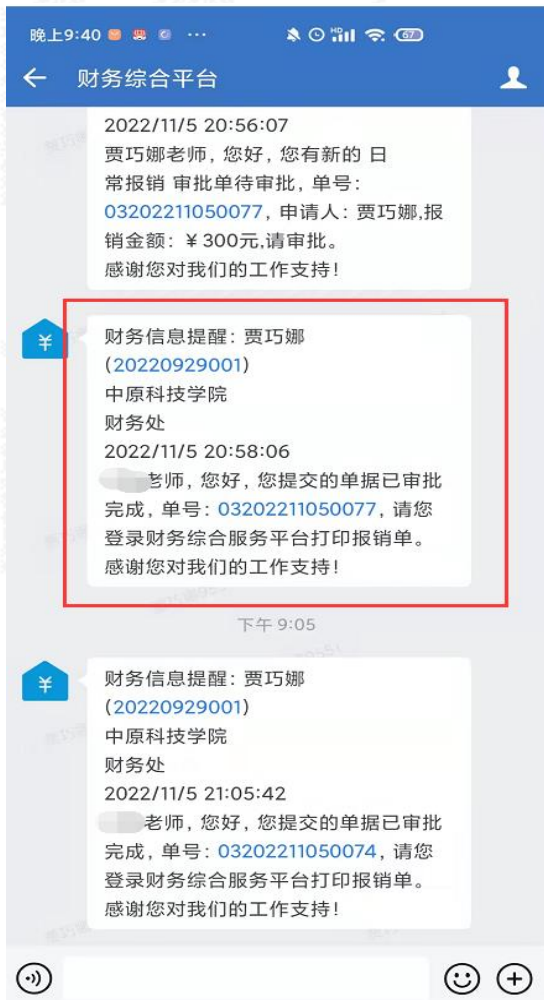 晚上9:40
67
财务综合平台
2022/11/5 20:56:07
贾巧娜老师，您好，您有新的 日
常报销 审批单待审批，单号：
03202211050077，申请人：贾巧娜,报
销金额：￥300元,请审批。
感谢您对我们的工作支持！
财务信息提醒：贾巧娜
(20220929001)
中原科技学院
财务处
2022/11/5 20:58:06
老师，您好，您提交的单据已审批
完成，单号：03202211050077，请您
登录财务综合服务平台打印报销单。
感谢您对我们的工作支持！
下午 9:05
财务信息提醒：贾巧娜
(20220929001)
中原科技学院
财务处
2022/11/5 21:05:42
老师，您好，您提交的单据已审批
完成，单号：03202211050074，请您
登录财务综合服务平台打印报销单。
感谢您对我们的工作支持！